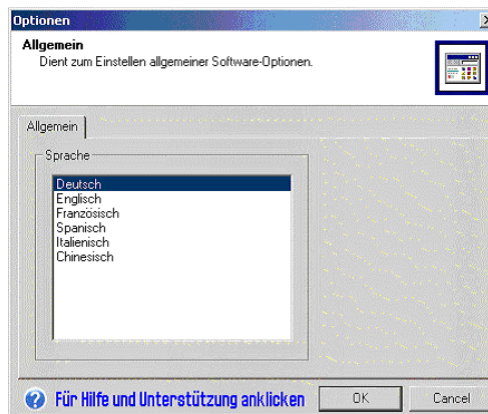 Optionen
Allgemein
Dient zum Einstellen allgemeiner Software-Optionen.
Allgemein
Sprache
Deutsch
Englisch
Französisch
Spanisch
Italienisch
Chinesisch
Für Hilfe und Unterstützung anklicken
OK
Cancel